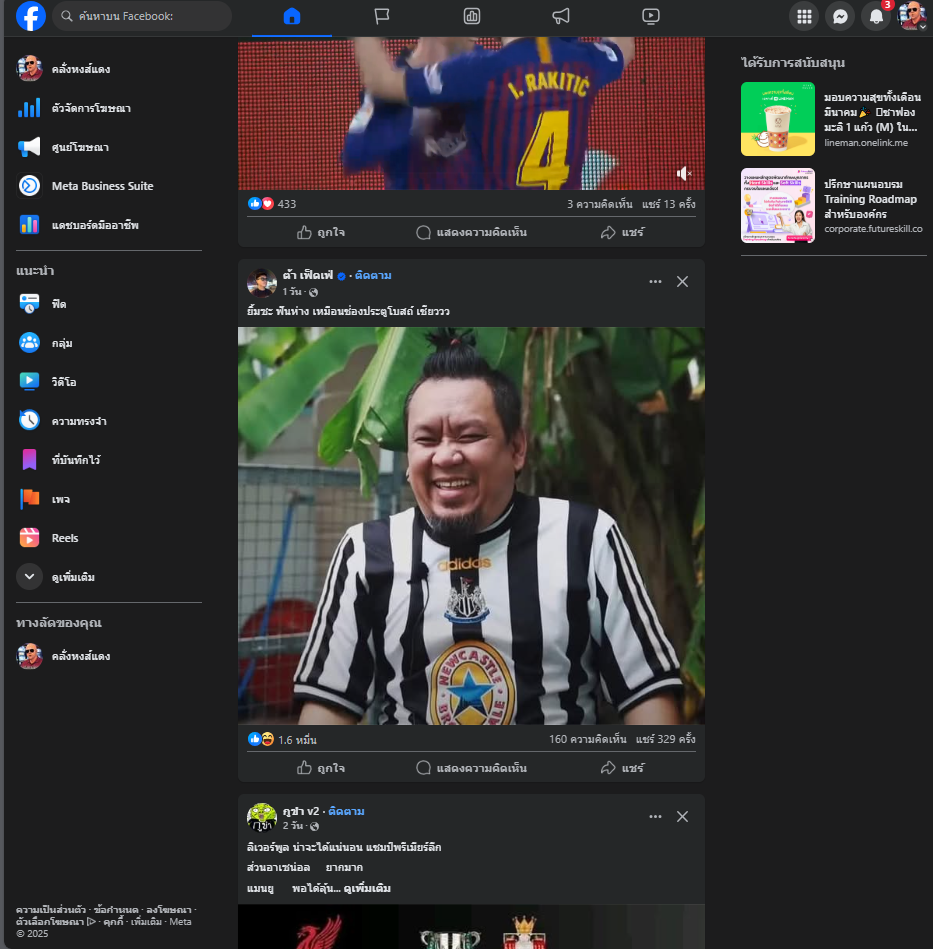 ค้นหาบน Facebook:
3
คลั่งหงส์แดง
ตัวจัดการโฆษณา
ศูนย์โฆษณา
Meta Business Suite
แดชบอร์ดมืออาชีพ
แนะนำ
ฟีด
กลุ่ม
วิดีโอ
ความทรงจำ
ที่บันทึกไว้
เพจ
Reels
ดูเพิ่มเติม
ทางลัดของคุณ
คลั่งหงส์แดง
ความเป็นส่วนตัว · ข้อกำหนด · ลงโฆษณา ·
ตัวเลือกโฆษณา · คุกกี้ · เพิ่มเติม · Meta
© 2025
I. RAKITIĆ
4
433
3 ความคิดเห็น แชร์ 13 ครั้ง
ถูกใจ
แสดงความคิดเห็น
แชร์
ต้า เฟ็ดเฟ่ · ติดตาม
1 วัน ·
ยิ้มซะ ฟันห่าง เหมือนช่องประตูโบสถ์ เซียววว
adidas
NEWCASTLE
1.6 หมื่น
160 ความคิดเห็น แชร์ 329 ครั้ง
ถูกใจ
แสดงความคิดเห็น
แชร์
กูซ่า v2 · ติดตาม
2 วัน ·
ลิเวอร์พูล น่าจะได้แน่นอน แชมป์พรีเมียร์ลีก
ส่วนอาเซน่อล ยากมาก
แมนยู พอได้ลุ้น... ดูเพิ่มเติม
ได้รับการสนับสนุน
มอบความสุขทั้งเดือน
มีนาคม🎉 ชาฟอง
มะลิ 1 แก้ว (M) ใน...
lineman.onelink.me
ปรึกษาแผนอบรม
Training Roadmap
สำหรับองค์กร
corporate.futureskill.co